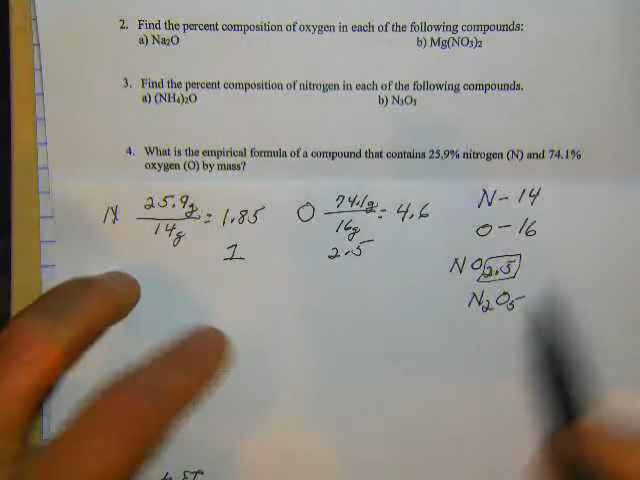 2. Find the percent composition of oxygen in each of the following compounds:
a) Na₂O b) Mg(NO₃)₂
3. Find the percent composition of nitrogen in each of the following compounds.
a) (NH₄)₂O
4. What is the empirical formula of a compound that contains 25.9% nitrogen (N) and 74.1%
oxygen (O) by mass?
N 25.9g / 14g = 1.85 O 74.1g / 16g = 4.6 N - 14
1 2.5 O - 16
NO2.5
N₂O₅